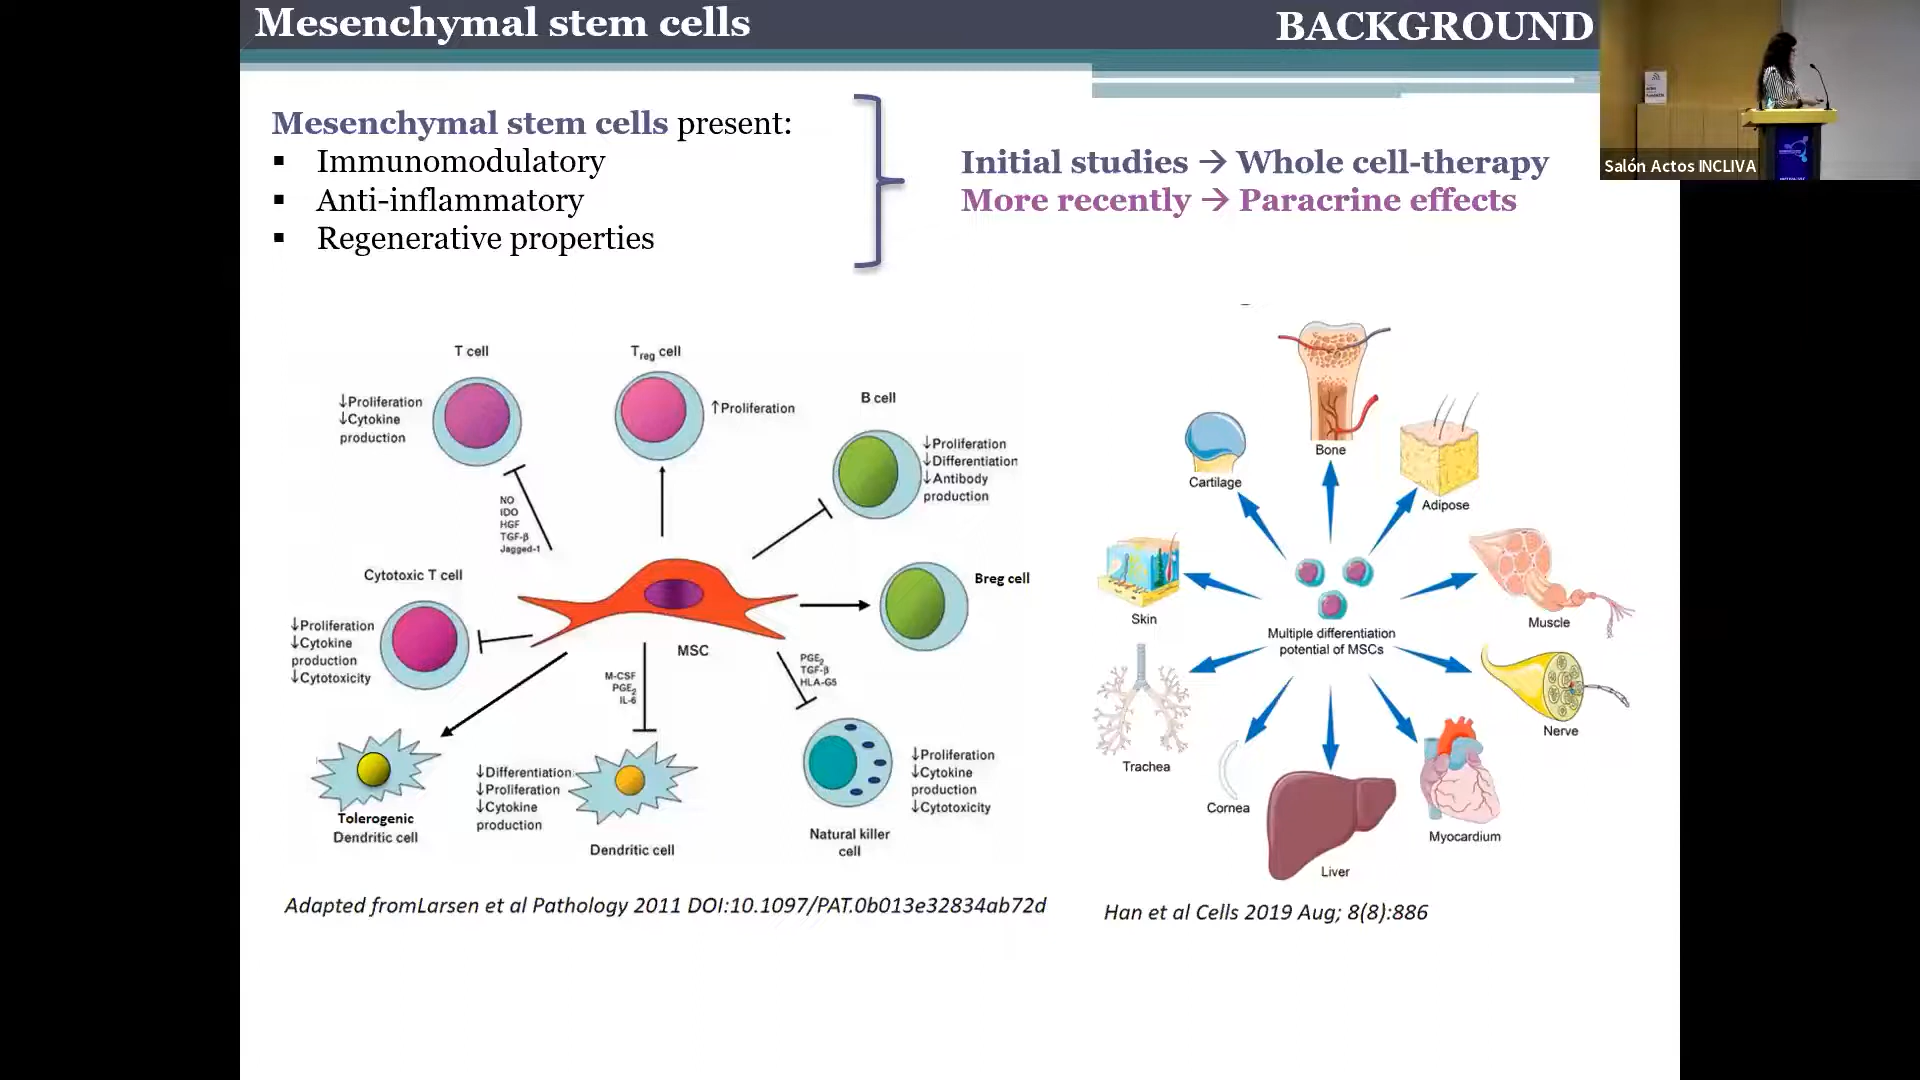 Mesenchymal stem cells
BACKGROUND
Salón Actos INCLIVA
Mesenchymal stem cells present:
▪ Immunomodulatory
▪ Anti-inflammatory
▪ Regenerative properties
Initial studies → Whole cell-therapy
More recently → Paracrine effects
T cell
↓Proliferation
↓Cytokine
production
NO
IDO
HGF
TGF-β
Jagged-1
Treg cell
↑Proliferation
B cell
↓Proliferation
↓Differentiation
↓Antibody
production
Cytotoxic T cell
↓Proliferation
↓Cytokine
production
↓Cytotoxicity
MSC
Breg cell
M-CSF
PGE2
IL-6
PGE2
TGF-β
HLA-G5
Tolerogenic
Dendritic cell
↓Differentiation
↓Proliferation
↓Cytokine
production
Dendritic cell
Natural killer
cell
↓Proliferation
↓Cytokine
production
↓Cytotoxicity
Adapted fromLarsen et al Pathology 2011 DOI:10.1097/PAT.0b013e32834ab72d
Bone
Cartilage
Adipose
Skin
Muscle
Multiple differentiation
potential of MSCs
Trachea
Nerve
Cornea
Myocardium
Liver
Han et al Cells 2019 Aug; 8(8):886